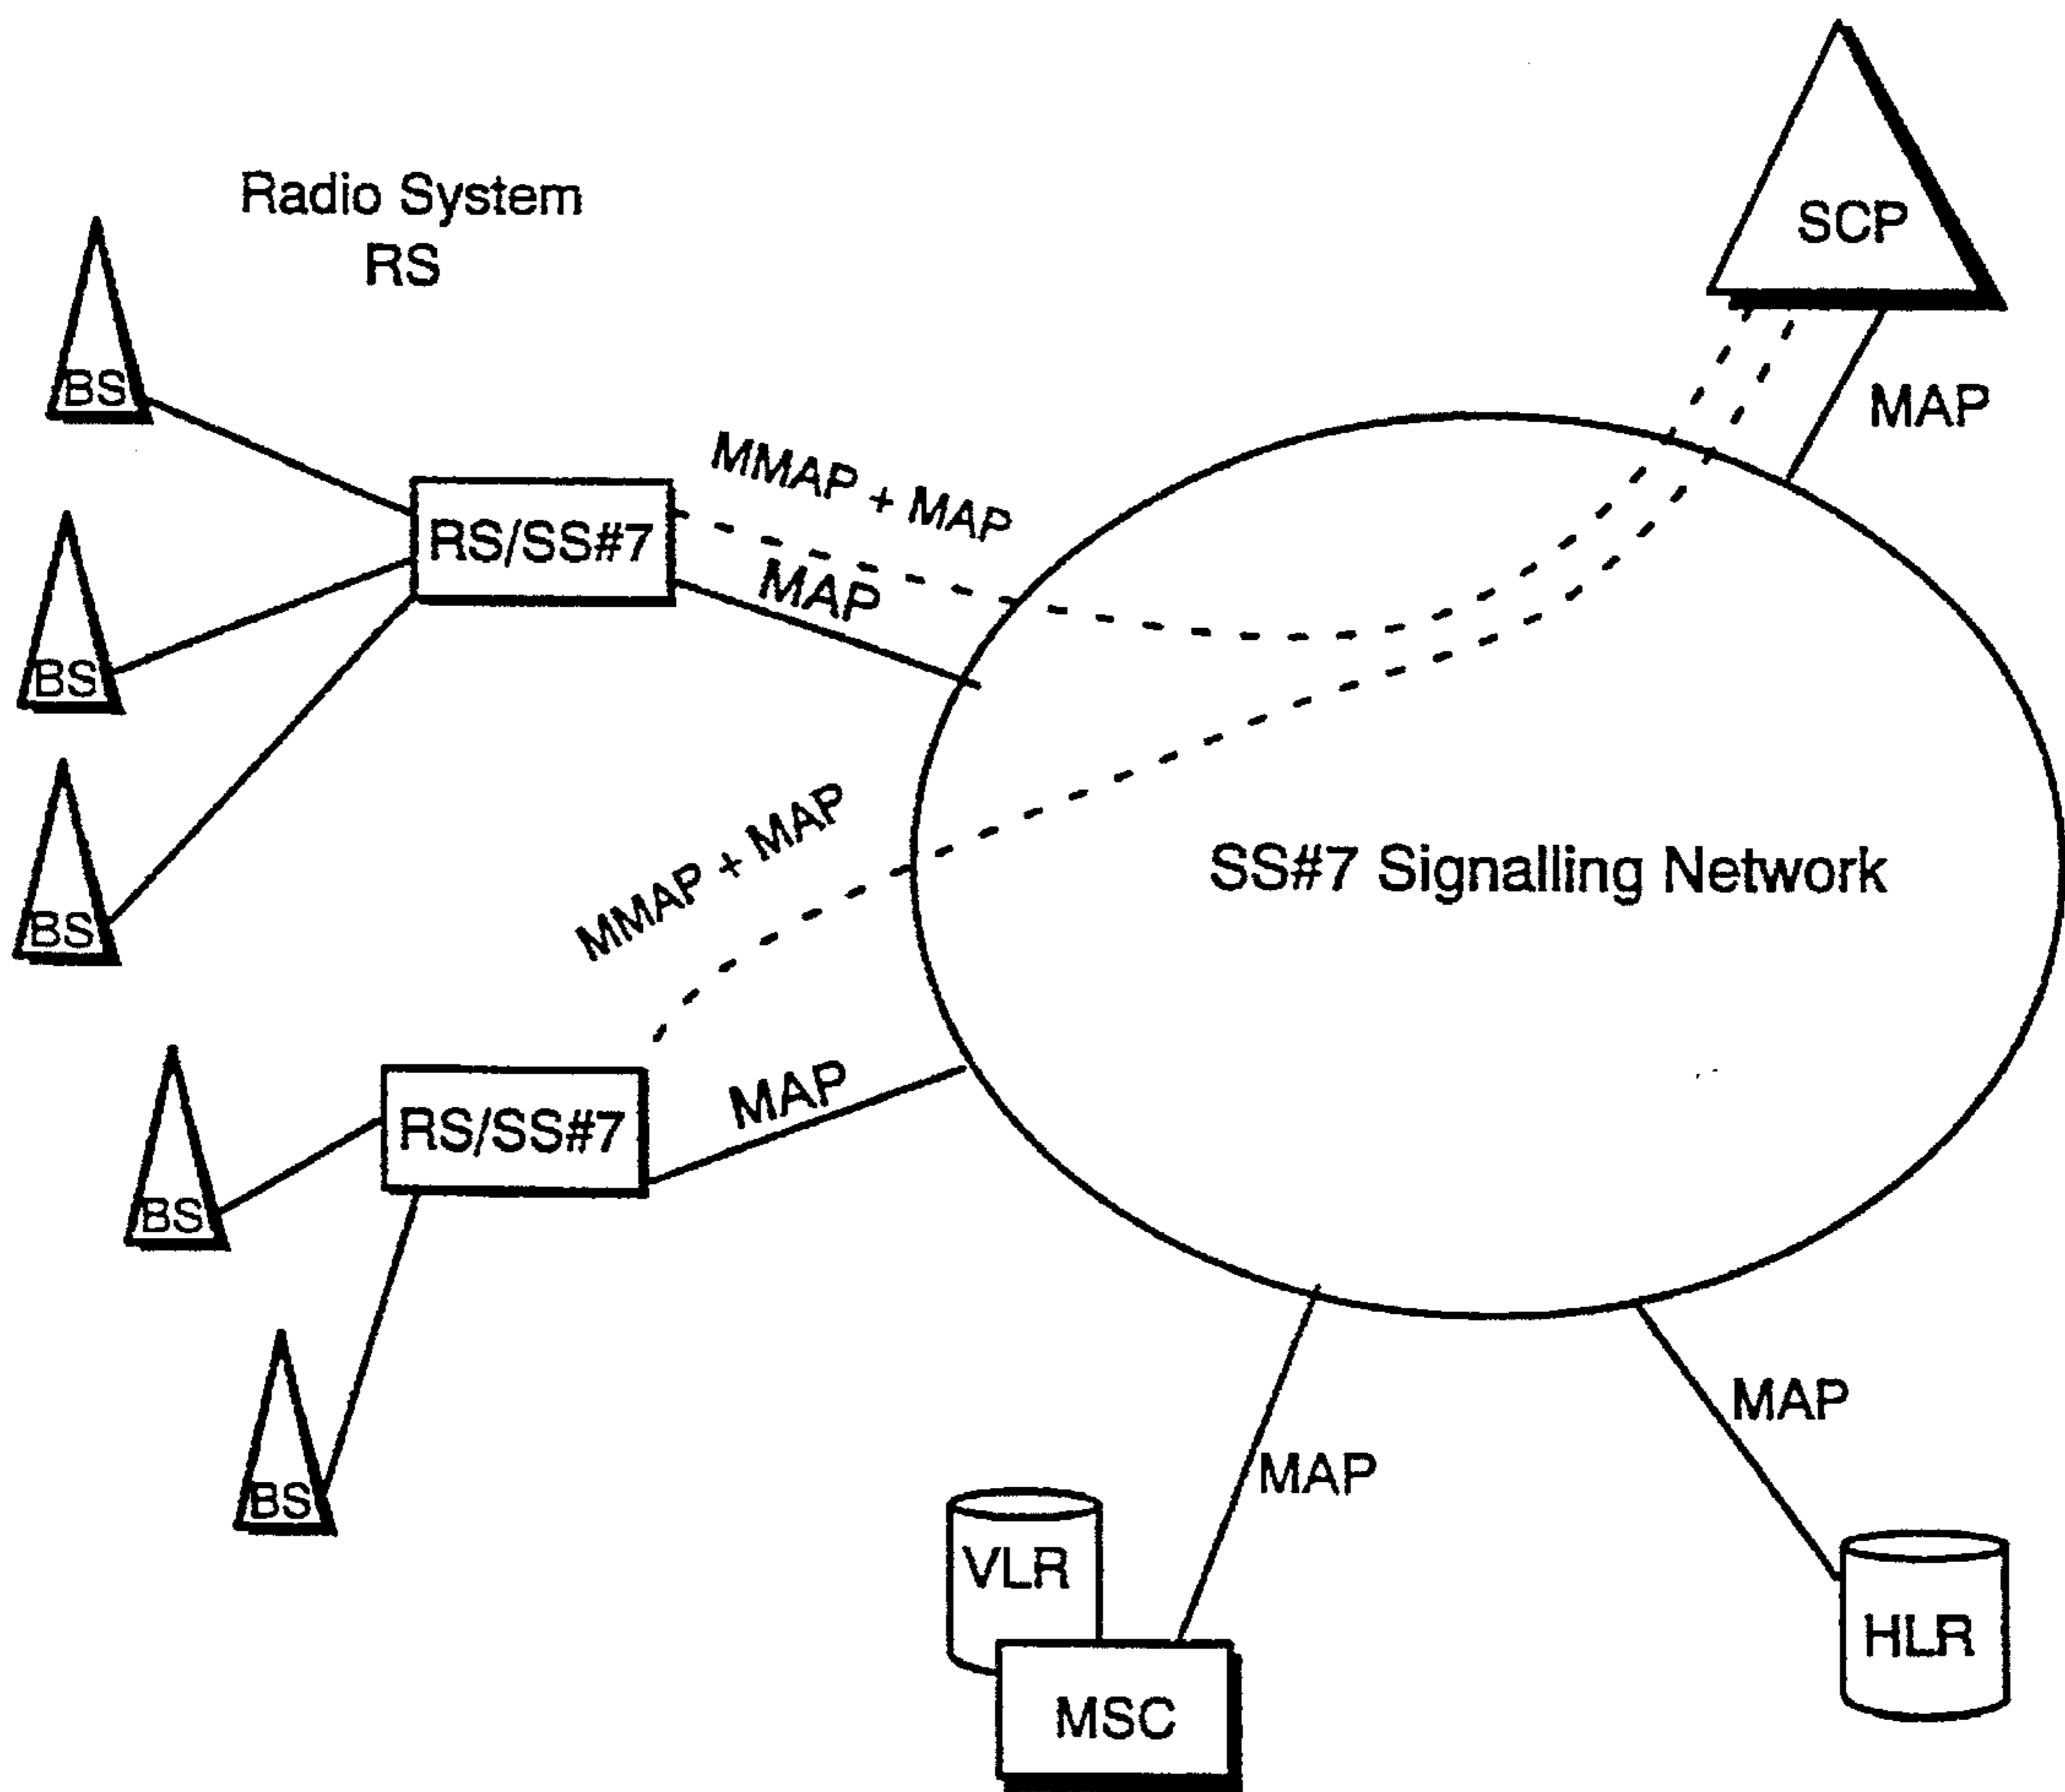 Radio System
RS
SCP
BS
MAP
MMAP + MAP
RS/SS#7
MAP
BS
MMAP + MAP
SS#7 Signalling Network
BS
MAP
RS/SS#7
BS
MAP
MAP
BS
VLR
HLR
MSC